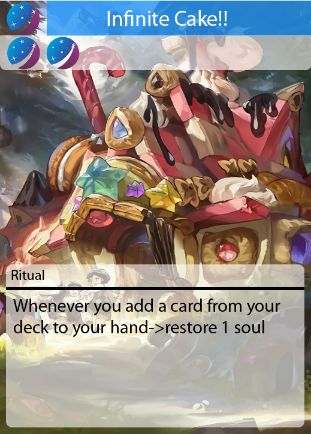 Infinite Cake!!
Ritual
Whenever you add a card from your
deck to your hand->restore 1 soul